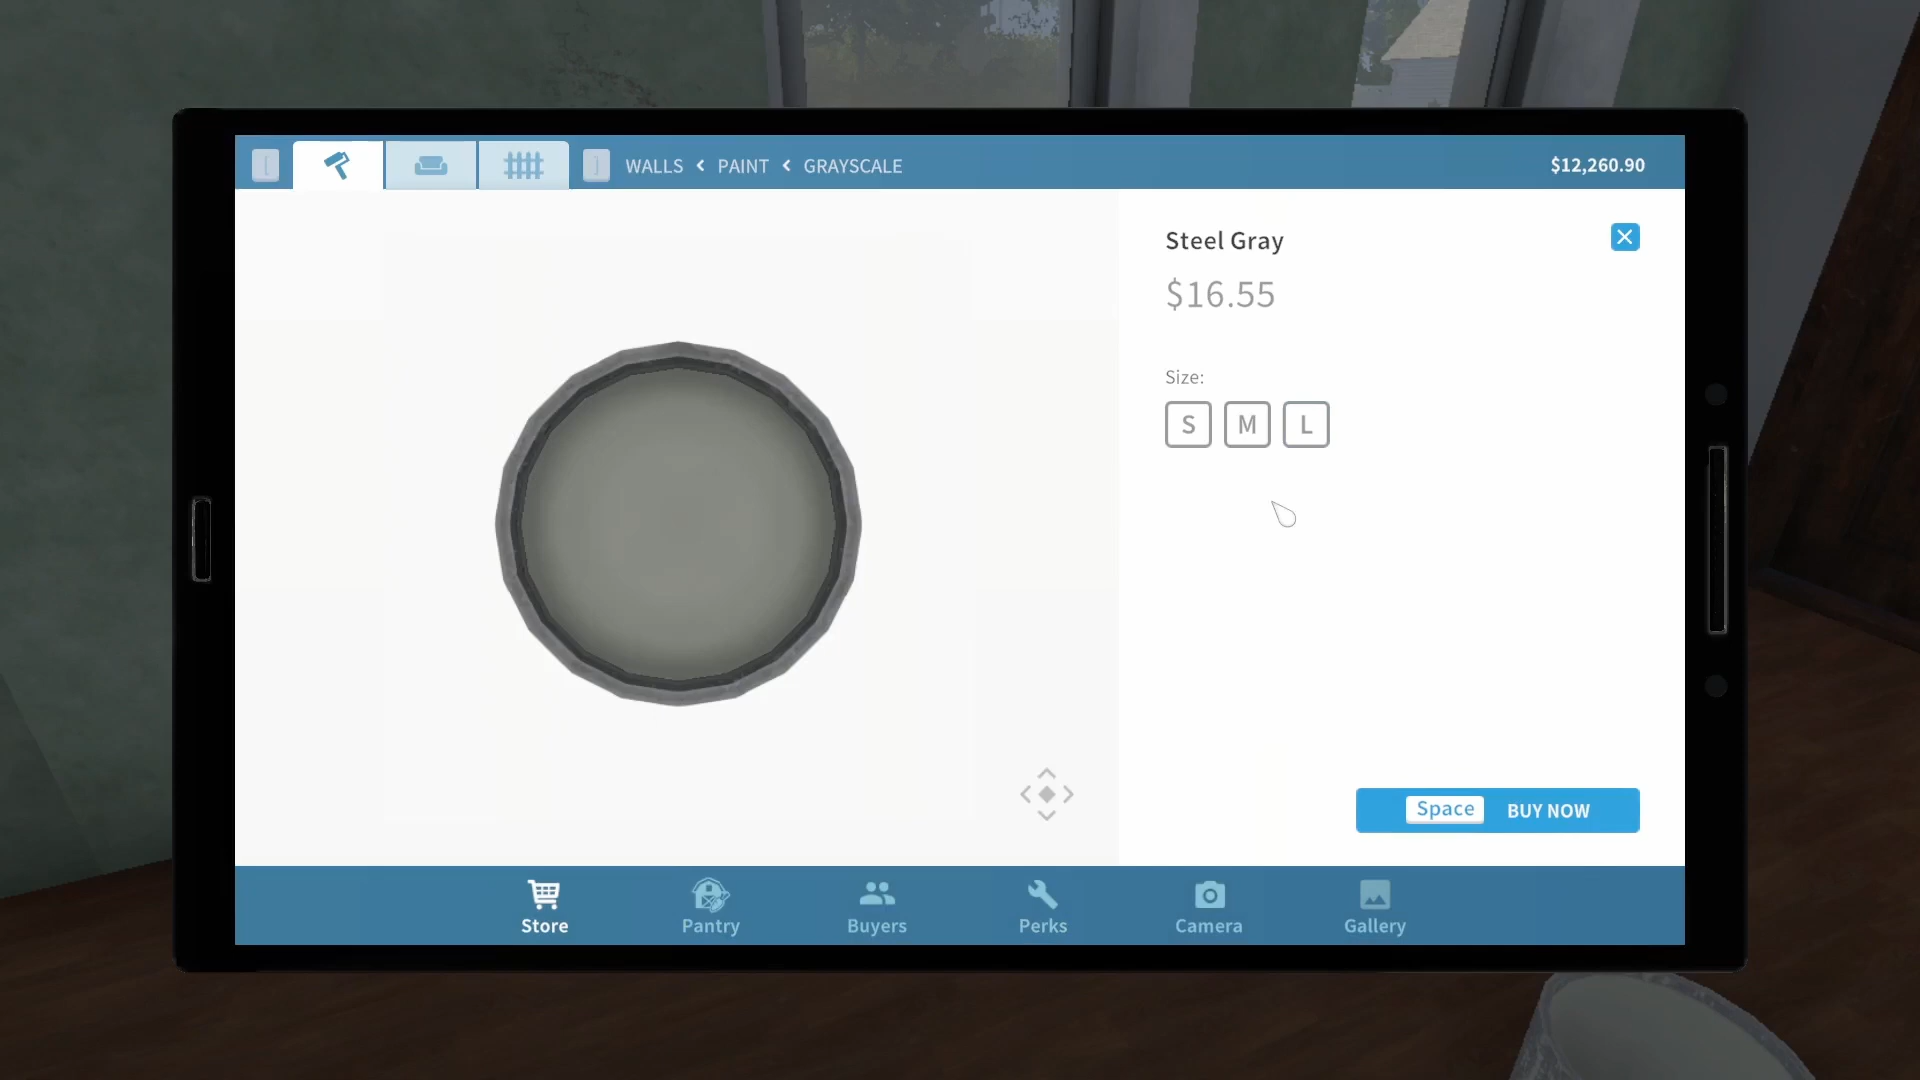 WALLS < PAINT < GRAYSCALE
$12,260.90
Steel Gray
$16.55
Size:
S M L
Space BUY NOW
Store Pantry Buyers Perks Camera Gallery